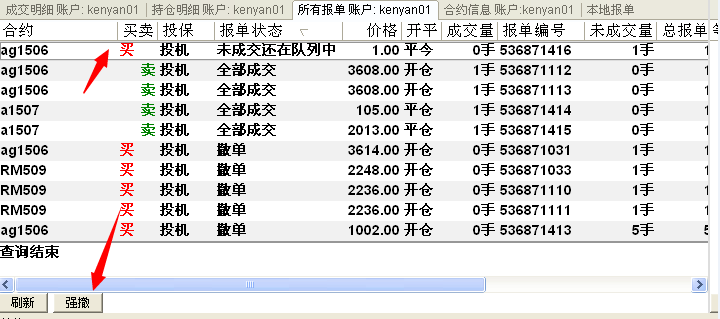 成交明细 账户: kenyan01 持仓明细 账户: kenyan01 所有报单 账户: kenyan01 合约信息 账户: kenyan01 本地报单
合约 买卖 投保 报单状态 价格 开平 成交量 报单编号 未成交量 总报单
ag1506 买 投机 未成交还在队列中 1.00 平今 0手 536871416 1手 1
ag1506 卖 投机 全部成交 3608.00 开仓 1手 536871112 0手 1
ag1506 卖 投机 全部成交 3608.00 开仓 1手 536871113 0手 1
a1507 卖 投机 全部成交 105.00 平仓 1手 536871414 0手 1
a1507 卖 投机 全部成交 2013.00 平仓 1手 536871415 0手 1
ag1506 买 投机 撤单 3614.00 开仓 0手 536871031 1手 1
RM509 买 投机 撤单 2248.00 开仓 0手 536871033 1手 1
RM509 买 投机 撤单 2236.00 开仓 0手 536871110 1手 1
RM509 买 投机 撤单 2236.00 开仓 0手 536871111 1手 1
ag1506 买 投机 撤单 1002.00 开仓 0手 536871413 5手 5
查询结束
刷新 强撤